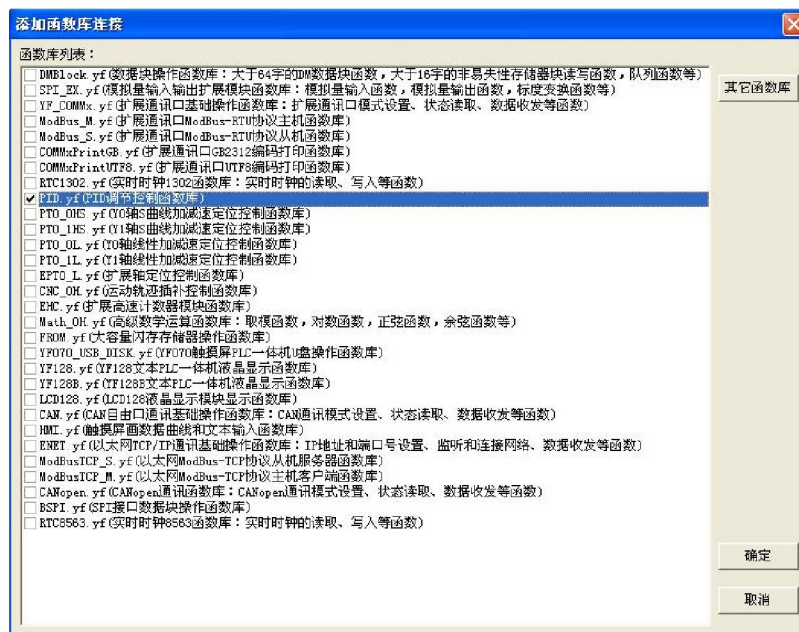 添加函数库连接
函数库列表：
DMBlock.yf(数据块操作函数库：大于64字的DM数据块函数，大于16字的非易失性存储器块读写函数，队列函数等)
SPI_EX.yf(模拟量输入输出扩展模块函数库：模拟量输入函数，模拟量输出函数，标度变换函数等)
YF_COMMx.yf(扩展通讯口基础操作函数库：扩展通讯口模式设置、状态读取、数据收发等函数)
ModBus_M.yf(扩展通讯口ModBus-RTU协议主机函数库)
ModBus_S.yf(扩展通讯口ModBus-RTU协议从机函数库)
COMMxPrintGB.yf(扩展通讯口GB2312编码打印函数库)
COMMxPrintUTF8.yf(扩展通讯口UTF8编码打印函数库)
RTC1302.yf(实时时钟1302函数库：实时时钟的读取、写入等函数)
PID.yf(PID调节控制函数库)
PTO_0HS.yf(Y0轴S曲线加减速定位控制函数库)
PTO_1HS.yf(Y1轴S曲线加减速定位控制函数库)
PTO_0L.yf(Y0轴线性加减速定位控制函数库)
PTO_1L.yf(Y1轴线性加减速定位控制函数库)
EPTO_L.yf(扩展轴定位控制函数库)
CNC_0H.yf(运动轨迹插补控制函数库)
EHC.yf(扩展高速计数器模块函数库)
Math_0H.yf(高级数学运算函数库：取模函数，对数函数，正弦函数，余弦函数等)
FROM.yf(大容量闪存存储器操作函数库)
YF070_USB_DISK.yf(YF070触摸屏PLC一体机U盘操作函数库)
YF128.yf(YF128文本PLC一体机液晶显示函数库)
YF128B.yf(YF128B文本PLC一体机液晶显示函数库)
LCD128.yf(LCD128液晶显示模块显示函数库)
CAN.yf(CAN自由口通讯基础操作函数库：CAN通讯模式设置、状态读取、数据收发等函数)
HMI.yf(触摸屏画数据曲线和文本输入函数库)
ENET.yf(以太网TCP/IP通讯基础操作函数库：IP地址和端口号设置、监听和连接网络、数据收发等函数)
ModBusTCP_S.yf(以太网ModBus-TCP协议从机服务器函数库)
ModBusTCP_M.yf(以太网ModBus-TCP协议主机客户端函数库)
CANopen.yf(CANopen通讯函数库：CANopen通讯模式设置、状态读取、数据收发等函数)
BSPI.yf(SPI接口数据块操作函数库)
RTC8563.yf(实时时钟8563函数库：实时时钟的读取、写入等函数)
其它函数库
确定
取消